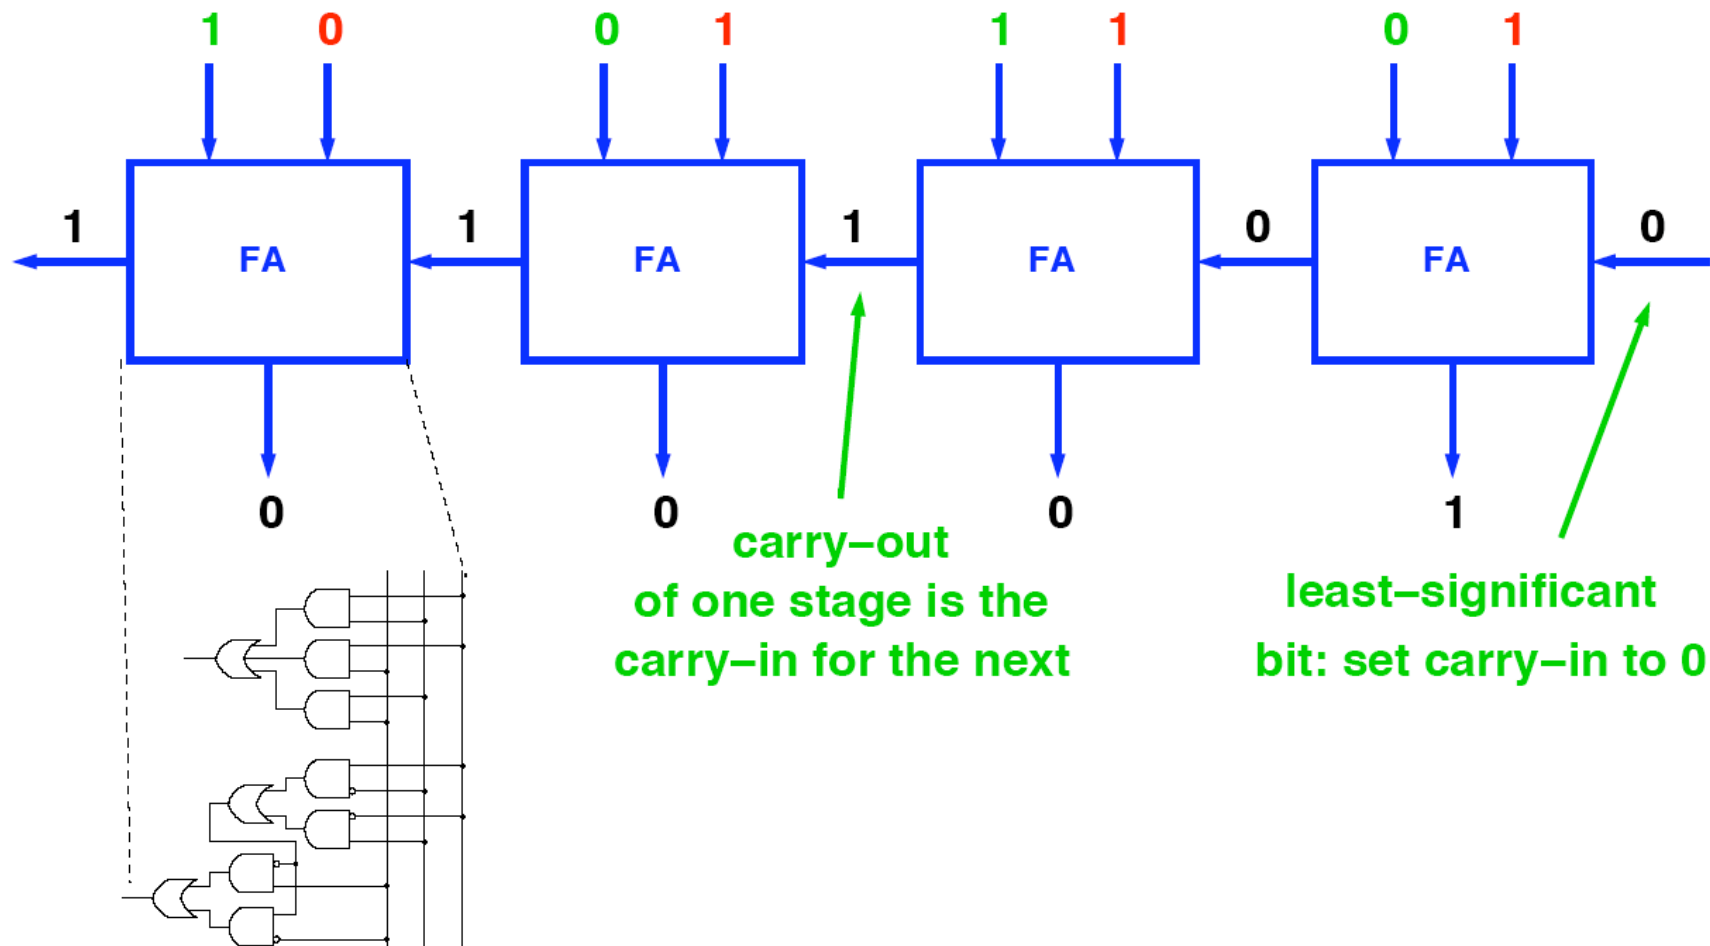 1 0 0 1 1 1 0 1
1 1 1 0 0
FA FA FA FA
0 0 0 1
carry–out
of one stage is the
carry–in for the next
least–significant
bit: set carry–in to 0